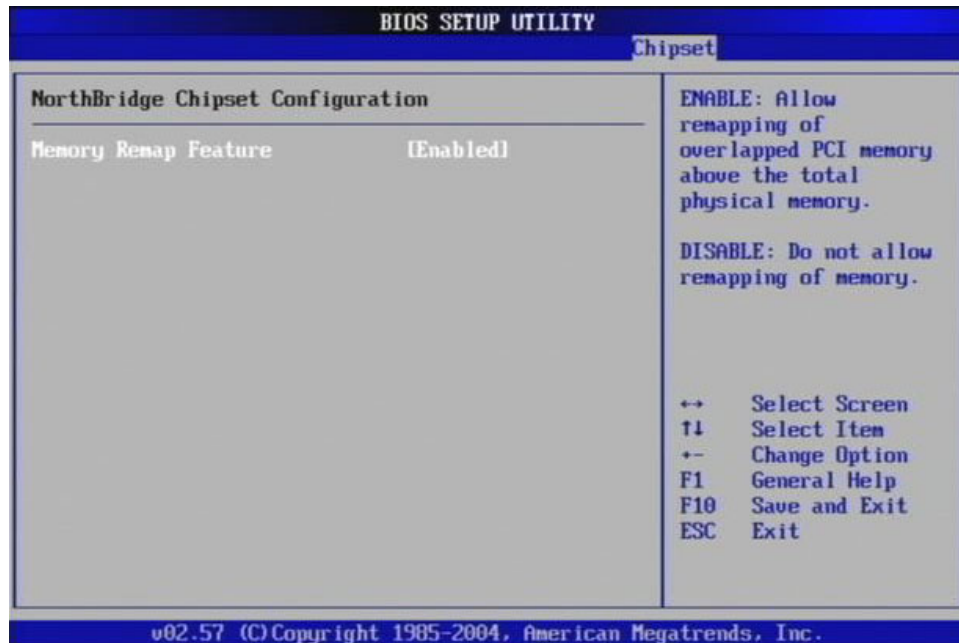 BIOS SETUP UTILITY
Chipset
NorthBridge Chipset Configuration
Memory Remap Feature [Enabled]
ENABLE: Allow
remapping of
overlapped PCI memory
above the total
physical memory.
DISABLE: Do not allow
remapping of memory.
←→ Select Screen
↑↓ Select Item
+- Change Option
F1 General Help
F10 Save and Exit
ESC Exit
v02.57 (C)Copyright 1985-2004, American Megatrends, Inc.